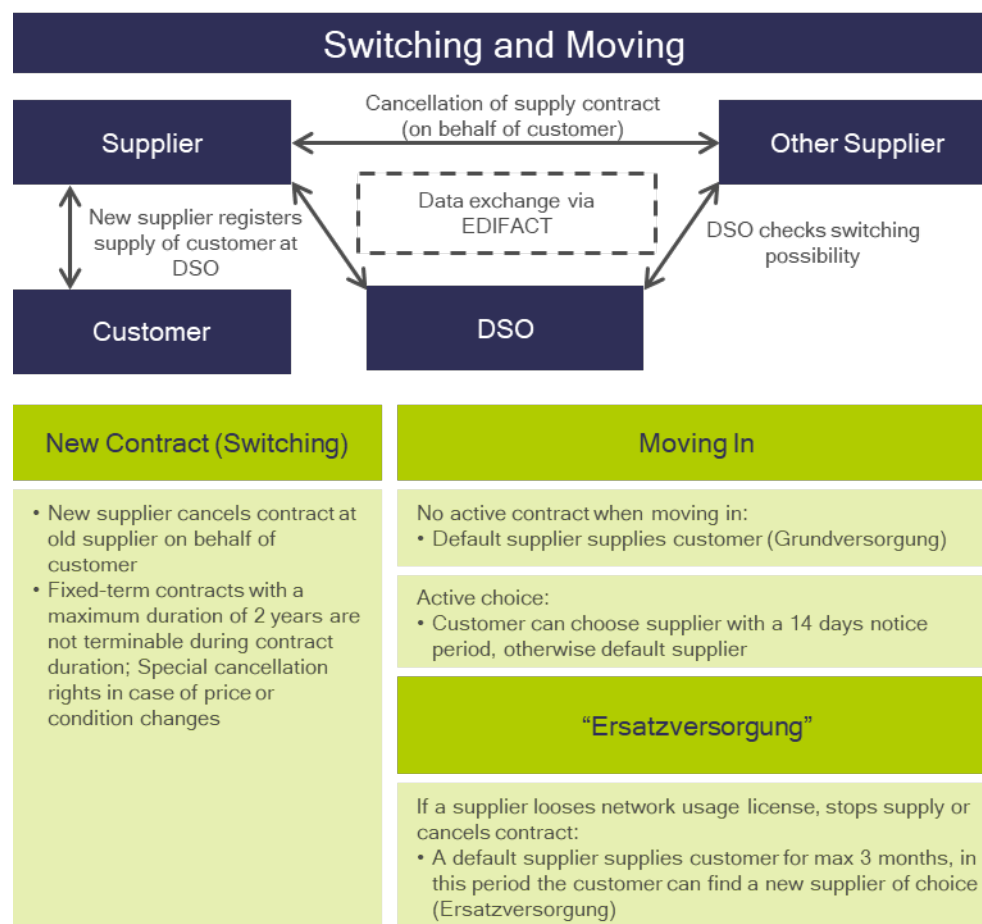 Switching and Moving
Cancellation of supply contract
(on behalf of customer)
Supplier
Other Supplier
Data exchange via
EDIFACT
New supplier registers
supply of customer at
DSO
DSO checks switching
possibility
Customer
DSO
New Contract (Switching)
• New supplier cancels contract at
old supplier on behalf of
customer
• Fixed-term contracts with a
maximum duration of 2 years are
not terminable during contract
duration; Special cancellation
rights in case of price or
condition changes
Moving In
No active contract when moving in:
• Default supplier supplies customer (Grundversorgung)
Active choice:
• Customer can choose supplier with a 14 days notice
period, otherwise default supplier
“Ersatzversorgung”
If a supplier looses network usage license, stops supply or
cancels contract:
• A default supplier supplies customer for max 3 months, in
this period the customer can find a new supplier of choice
(Ersatzversorgung)